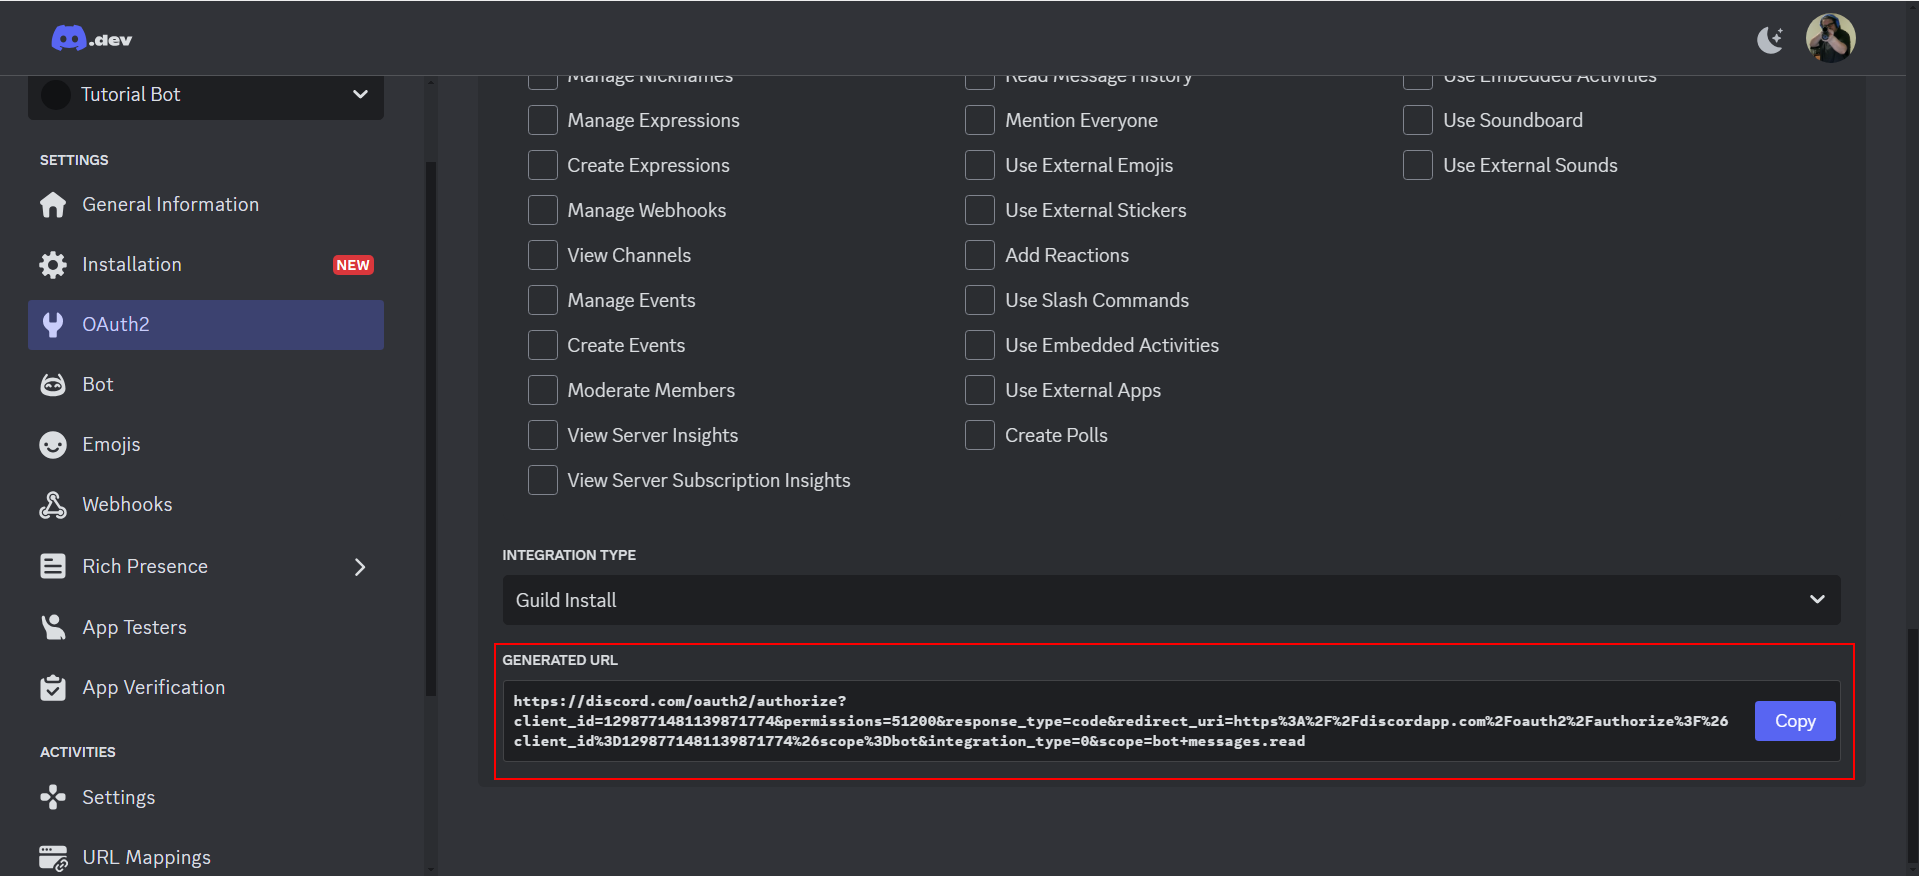 .dev
Tutorial Bot
SETTINGS
General Information
Installation NEW
OAuth2
Bot
Emojis
Webhooks
Rich Presence
App Testers
App Verification
ACTIVITIES
Settings
URL Mappings
Manage Nicknames
Manage Expressions
Create Expressions
Manage Webhooks
View Channels
Manage Events
Create Events
Moderate Members
View Server Insights
View Server Subscription Insights
Read Message History
Mention Everyone
Use External Emojis
Use External Stickers
Add Reactions
Use Slash Commands
Use Embedded Activities
Use External Apps
Create Polls
Use Embedded Activities
Use Soundboard
Use External Sounds
INTEGRATION TYPE
Guild Install
GENERATED URL
https://discord.com/oauth2/authorize?
client_id=1298771481139871774&permissions=51200&response_type=code&redirect_uri=https%3A%2F%2Fdiscordapp.com%2Foauth2%2Fauthorize%3F%26
client_id%3D1298771481139871774%26scope%3Dbot&integration_type=0&scope=bot+messages.read
Copy